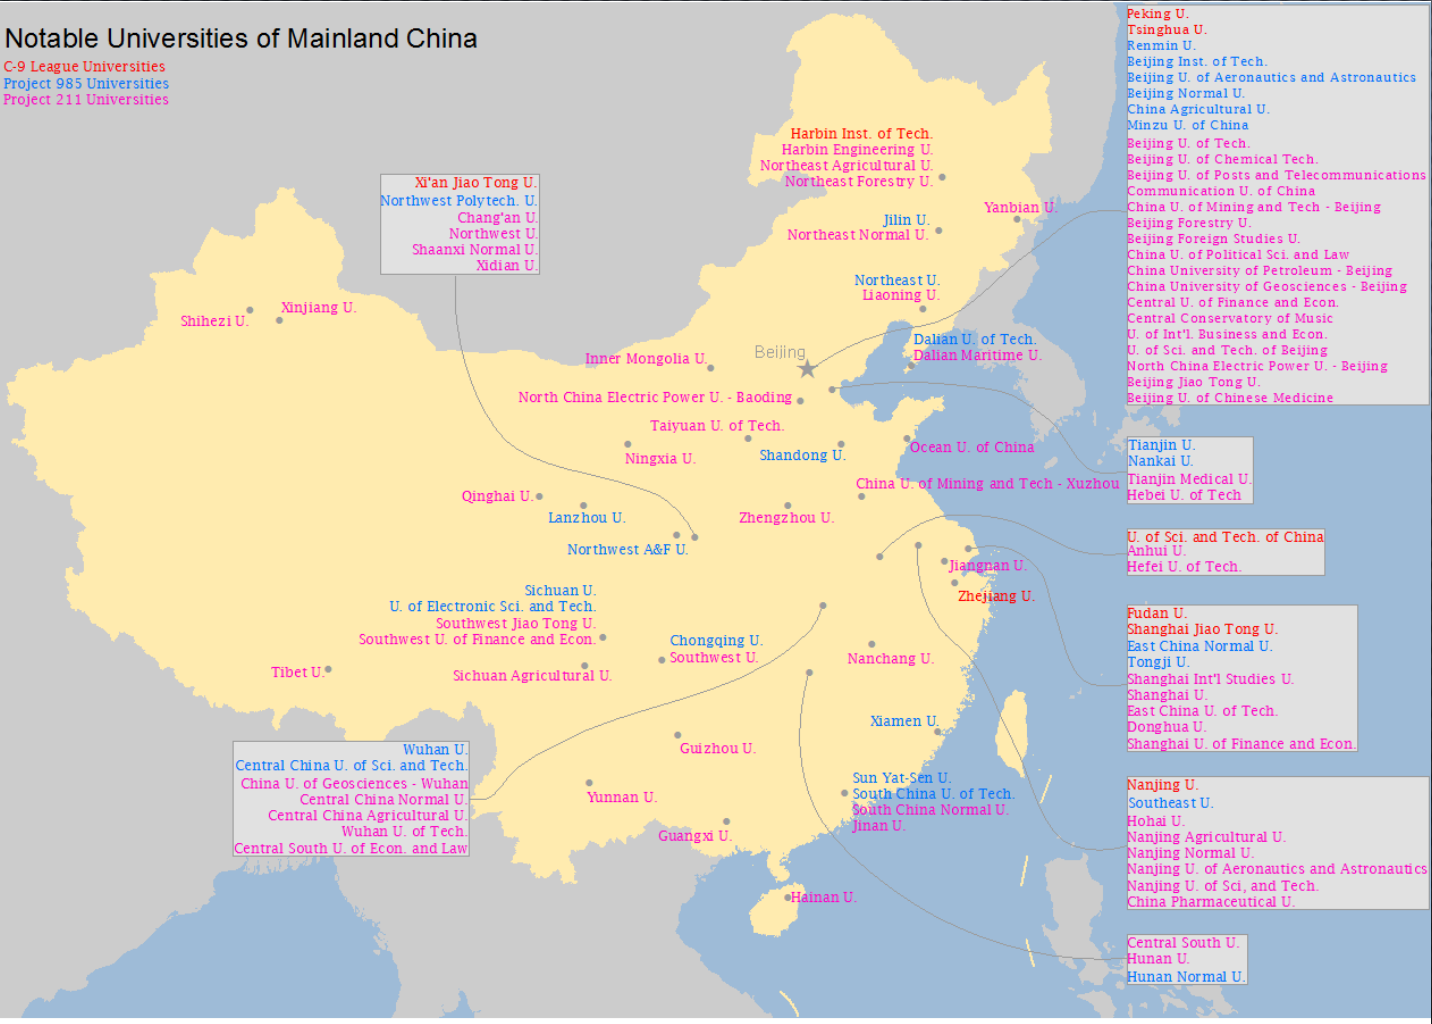 Notable Universities of Mainland China
C-9 League Universities
Project 985 Universities
Project 211 Universities
Peking U.
Tsinghua U.
Renmin U.
Beijing Inst. of Tech.
Beijing U. of Aeronautics and Astronautics
Beijing Normal U.
China Agricultural U.
Minzu U. of China
Beijing U. of Tech.
Beijing U. of Chemical Tech.
Beijing U. of Posts and Telecommunications
Communication U. of China
China U. of Mining and Tech - Beijing
Beijing Forestry U.
Beijing Foreign Studies U.
China U. of Political Sci. and Law
China University of Petroleum - Beijing
China University of Geosciences - Beijing
Central U. of Finance and Econ.
Central Conservatory of Music
U. of Int'l. Business and Econ.
U. of Sci. and Tech. of Beijing
North China Electric Power U. - Beijing
Beijing Jiao Tong U.
Beijing U. of Chinese Medicine
Harbin Inst. of Tech.
Harbin Engineering U.
Northeast Agricultural U.
Northeast Forestry U.
Yanbian U.
Jilin U.
Northeast Normal U.
Northeast U.
Liaoning U.
Dalian U. of Tech.
Dalian Maritime U.
Xi'an Jiao Tong U.
Northwest Polytech. U.
Chang'an U.
Northwest U.
Shaanxi Normal U.
Xidian U.
Shihezi U.
Xinjiang U.
Beijing
Inner Mongolia U.
North China Electric Power U. - Baoding
Taiyuan U. of Tech.
Ningxia U.
Shandong U.
Ocean U. of China
China U. of Mining and Tech - Xuzhou
Qinghai U.
Lanzhou U.
Zhengzhou U.
Northwest A&F U.
Tianjin U.
Nankai U.
Tianjin Medical U.
Hebei U. of Tech
U. of Sci. and Tech. of China
Anhui U.
Hefei U. of Tech.
Jiangnan U.
Zhejiang U.
Sichuan U.
U. of Electronic Sci. and Tech.
Southwest Jiao Tong U.
Southwest U. of Finance and Econ.
Sichuan Agricultural U.
Tibet U.
Chongqing U.
Southwest U.
Nanchang U.
Fudan U.
Shanghai Jiao Tong U.
East China Normal U.
Tongji U.
Shanghai Int'l Studies U.
Shanghai U.
East China U. of Tech.
Donghua U.
Shanghai U. of Finance and Econ.
Xiamen U.
Guizhou U.
Yunnan U.
Guangxi U.
Sun Yat-Sen U.
South China U. of Tech.
South China Normal U.
Jinan U.
Hainan U.
Wuhan U.
Central China U. of Sci. and Tech.
China U. of Geosciences - Wuhan
Central China Normal U.
Central China Agricultural U.
Wuhan U. of Tech.
Central South U. of Econ. and Law
Nanjing U.
Southeast U.
Hohai U.
Nanjing Agricultural U.
Nanjing Normal U.
Nanjing U. of Aeronautics and Astronautics
Nanjing U. of Sci, and Tech.
China Pharmaceutical U.
Central South U.
Hunan U.
Hunan Normal U.